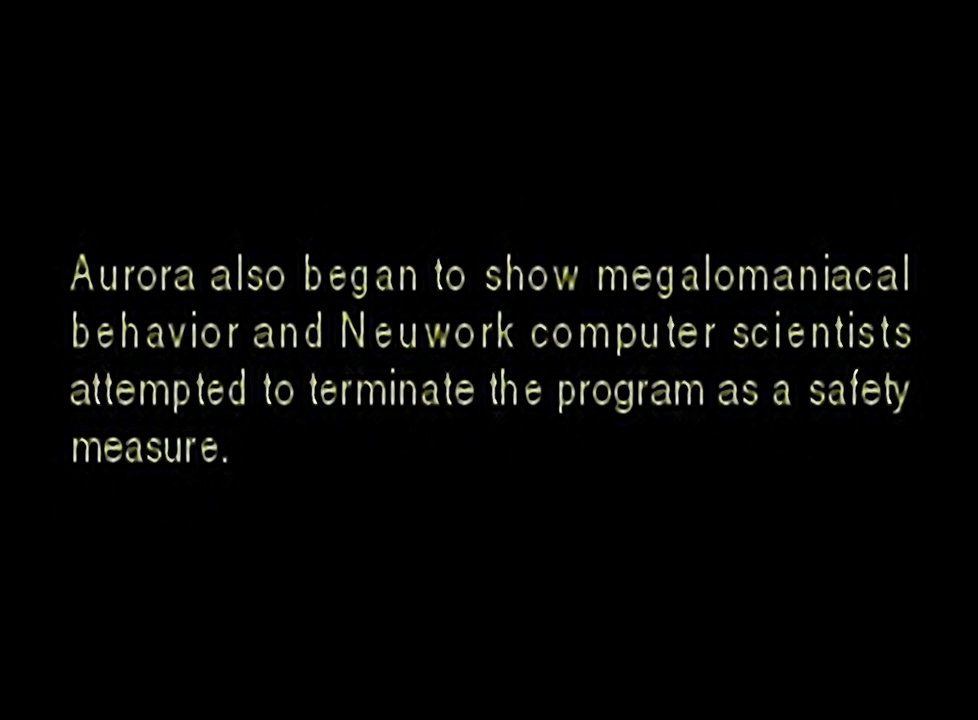 Aurora also began to show megalomaniacal
behavior and Neuwork computer scientists
attempted to terminate the program as a safety
measure.